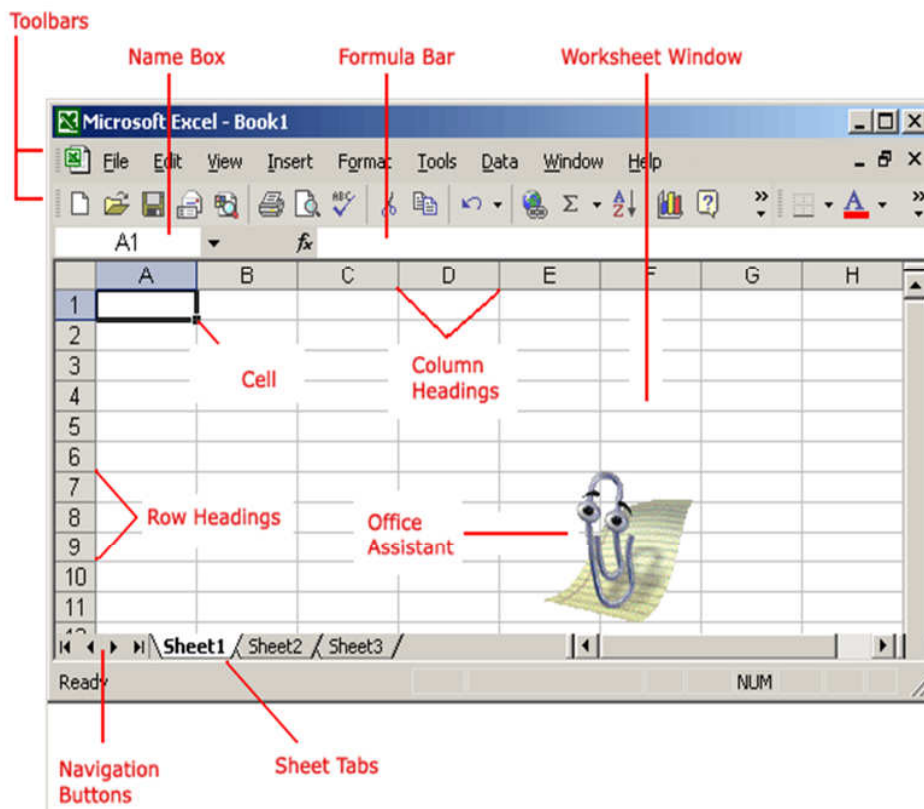 Toolbars
Name Box
Formula Bar
Worksheet Window
Microsoft Excel - Book1
File Edit View Insert Format Tools Data Window Help
ABC Σ A Z ? » A »
A1 fx
A B C D E F G H
1
2
3
Column
4
Cell
Headings
5
6
7
Row Headings
8
Office
9
Assistant
10
11
12
Sheet1 Sheet2 Sheet3
Ready NUM
Navigation
Buttons
Sheet Tabs